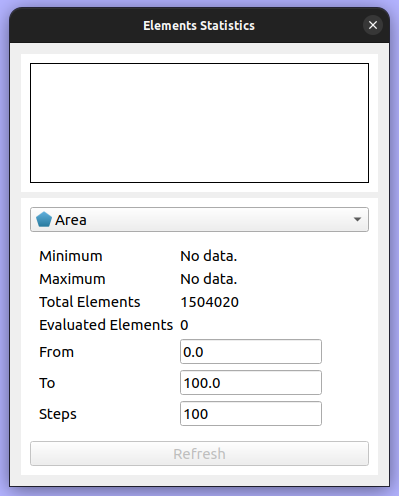 Elements Statistics
Area
Minimum No data.
Maximum No data.
Total Elements 1504020
Evaluated Elements 0
From 0.0
To 100.0
Steps 100
Refresh